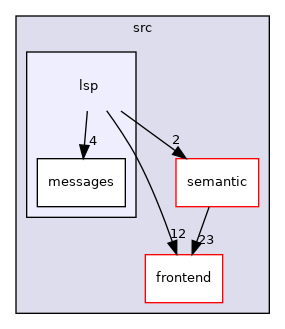 src
lsp
4
2
messages
semantic
12
23
frontend